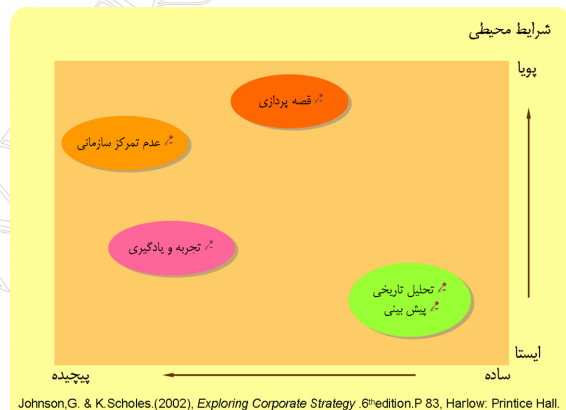 شرایط محیطی
پویا
قصه پردازی
عدم تمرکز سازمانی
تجربه و یادگیری
تحلیل تاریخی
پیش بینی
ایستا
ساده
پیچیده
Johnson,G. & K.Scholes.(2002), Exploring Corporate Strategy .6thedition.P 83, Harlow: Printice Hall.